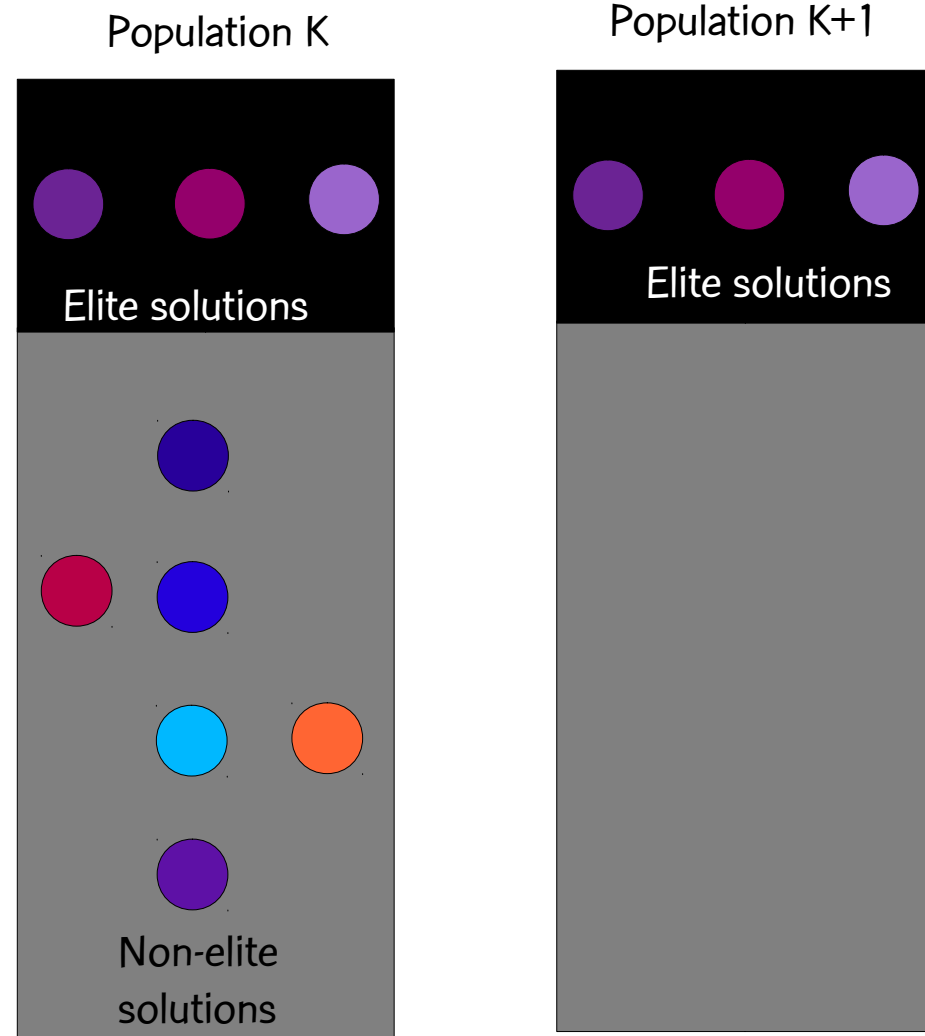 Population K
Population K+1
Elite solutions
Elite solutions
Non-elite
solutions